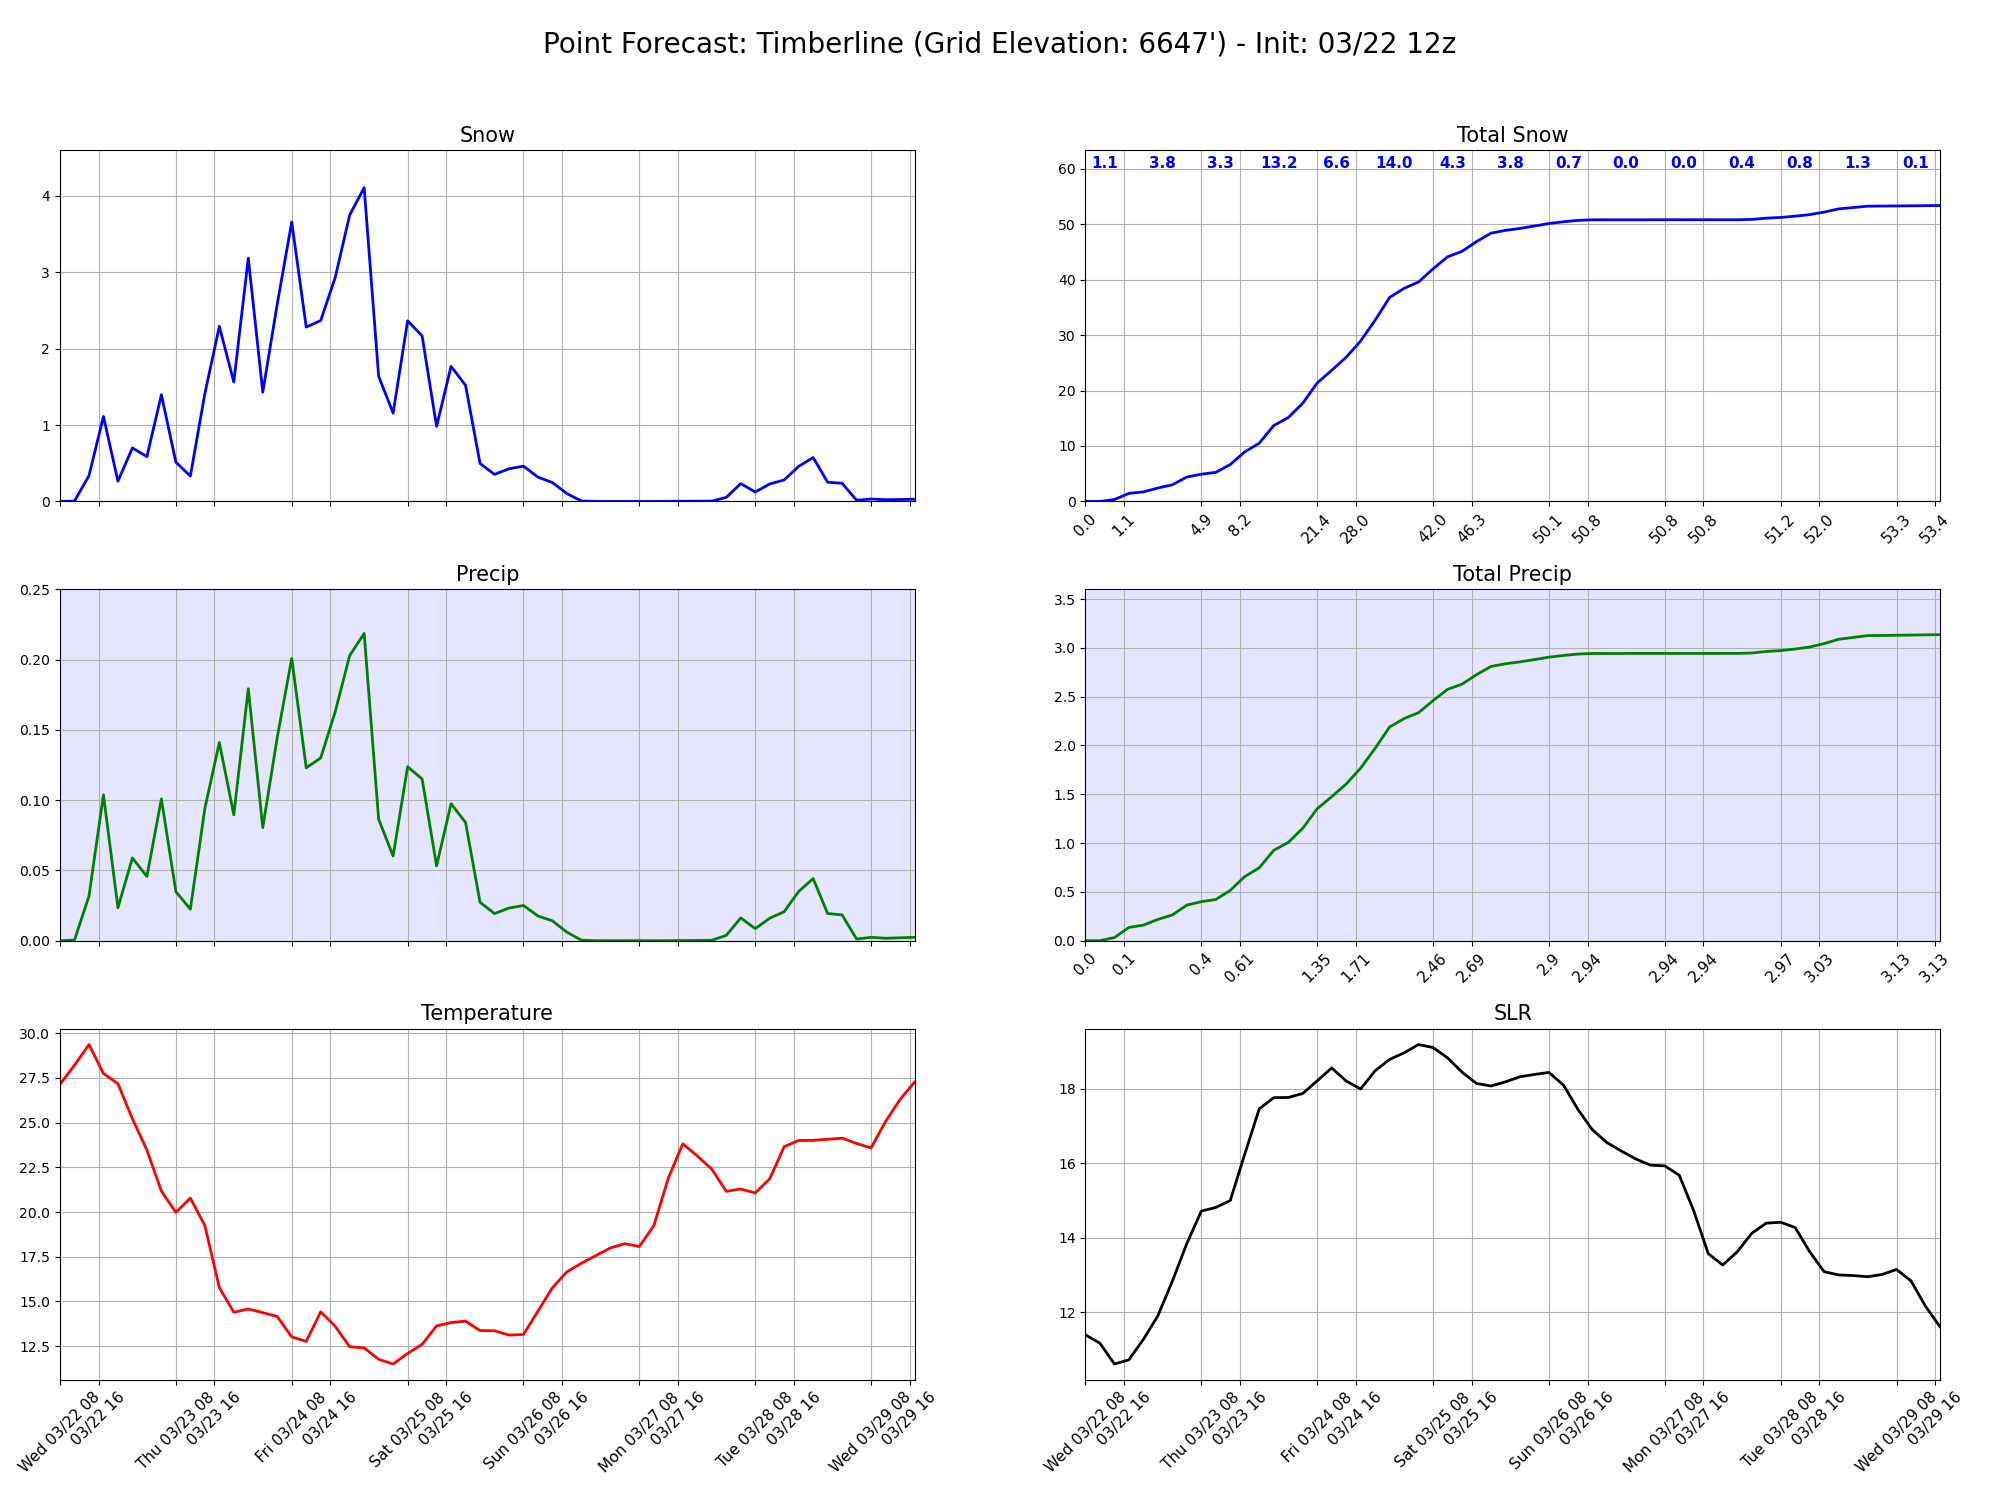 Point Forecast: Timberline (Grid Elevation: 6647') - Init: 03/22 12z
Snow
4
3
2
1
0
Total Snow
1.1 3.8 3.3 13.2 6.6 14.0 4.3 3.8 0.7 0.0 0.0 0.4 0.8 1.3 0.1
60
50
40
30
20
10
0
0.0 1.1 4.9 8.2 21.4 28.0 42.0 46.3 50.1 50.8 50.8 50.8 51.2 52.0 53.3 53.4
Precip
0.25
0.20
0.15
0.10
0.05
0.00
Total Precip
3.5
3.0
2.5
2.0
1.5
1.0
0.5
0.0
0.0 0.1 0.4 0.61 1.35 1.71 2.46 2.69 2.9 2.94 2.94 2.94 2.97 3.03 3.13 3.13
Temperature
30.0
27.5
25.0
22.5
20.0
17.5
15.0
12.5
Wed 03/22 08
03/22 16
Thu 03/23 08
03/23 16
Fri 03/24 08
03/24 16
Sat 03/25 08
03/25 16
Sun 03/26 08
03/26 16
Mon 03/27 08
03/27 16
Tue 03/28 08
03/28 16
Wed 03/29 08
03/29 16
SLR
18
16
14
12
Wed 03/22 08
03/22 16
Thu 03/23 08
03/23 16
Fri 03/24 08
03/24 16
Sat 03/25 08
03/25 16
Sun 03/26 08
03/26 16
Mon 03/27 08
03/27 16
Tue 03/28 08
03/28 16
Wed 03/29 08
03/29 16